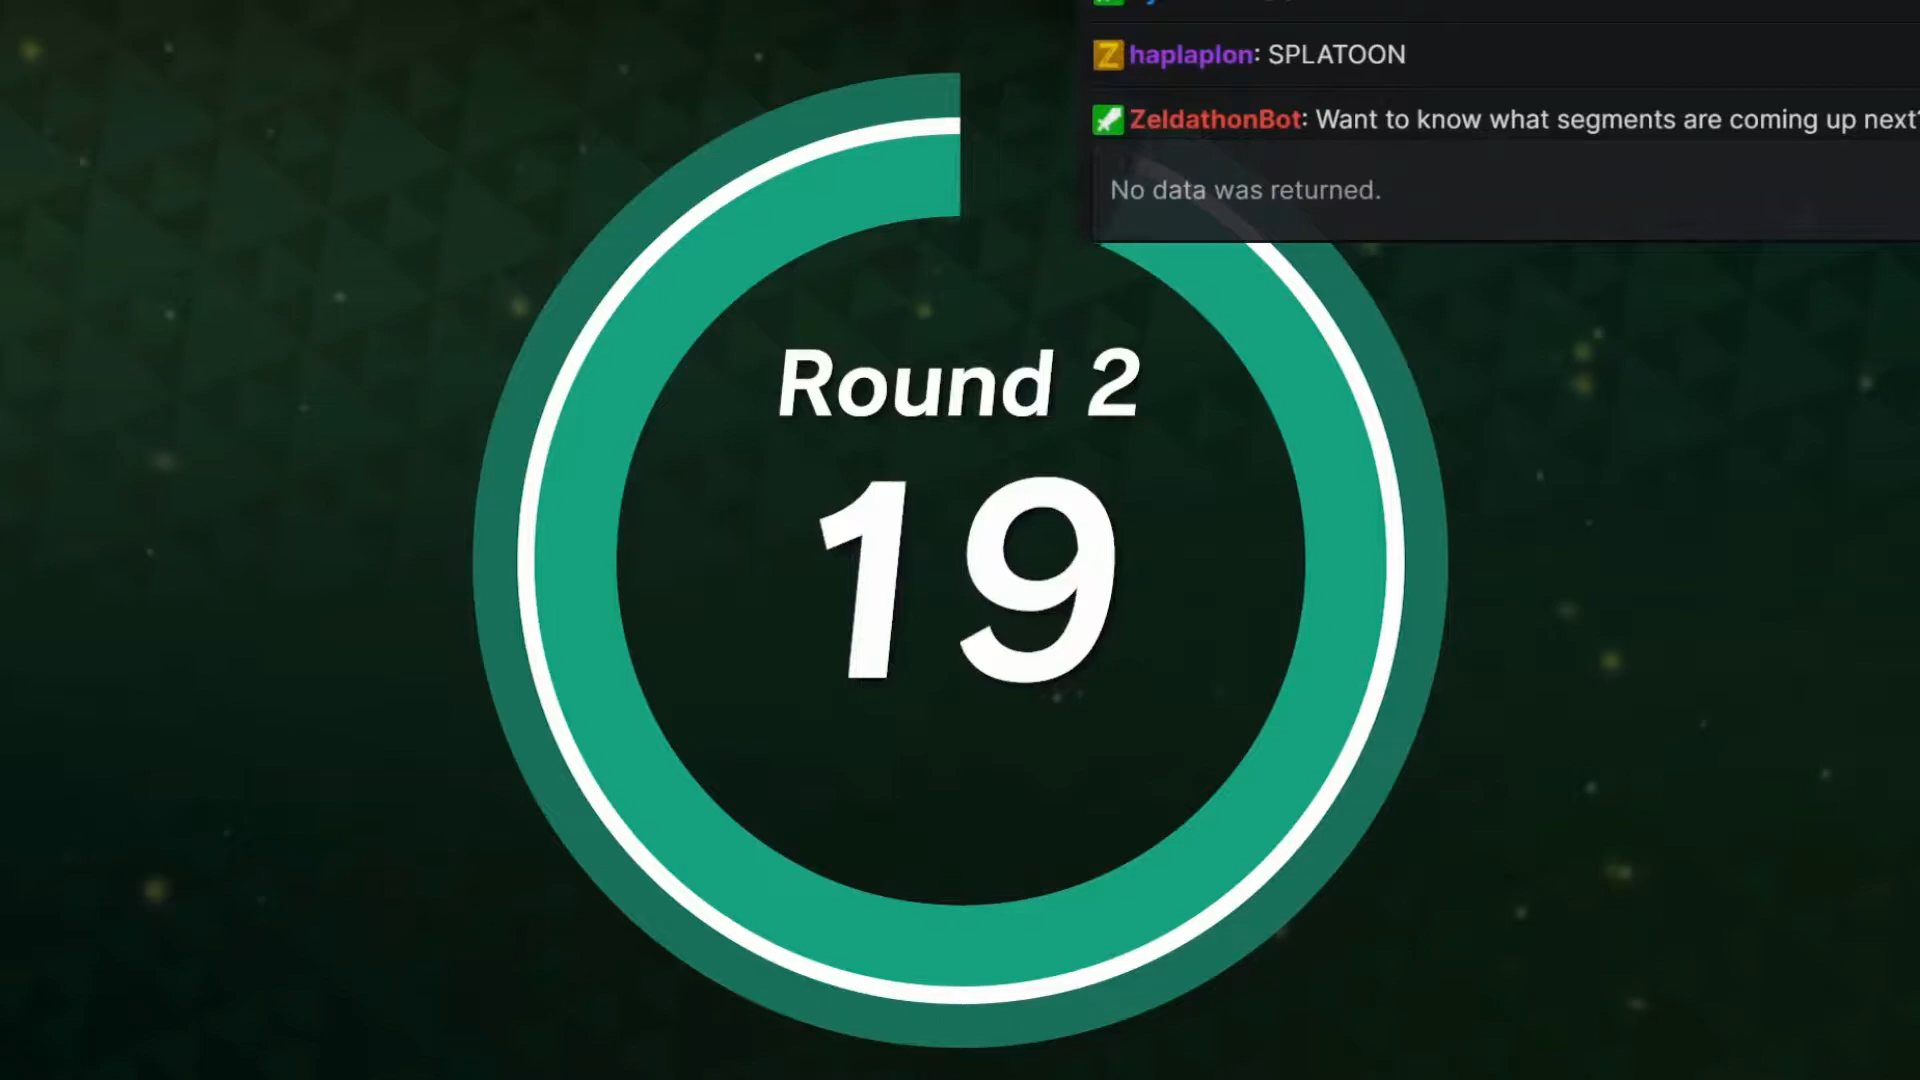 haplaplon: SPLATOON
ZeldathonBot: Want to know what segments are coming up next
No data was returned.
Round 2
19